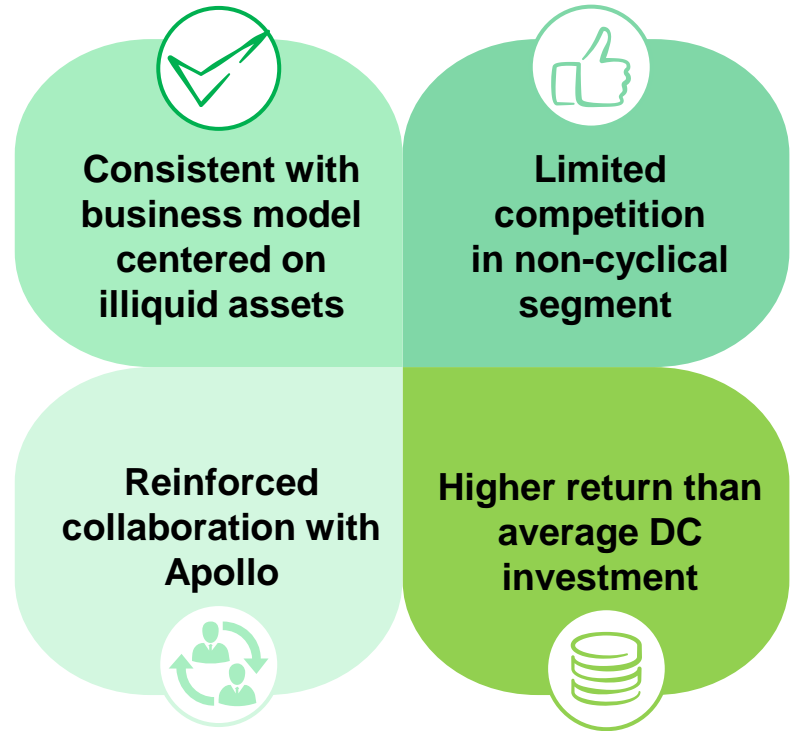 Consistent with
business model
centered on
illiquid assets
Limited
competition
in non-cyclical
segment
Reinforced
collaboration with
Apollo
Higher return than
average DC
investment